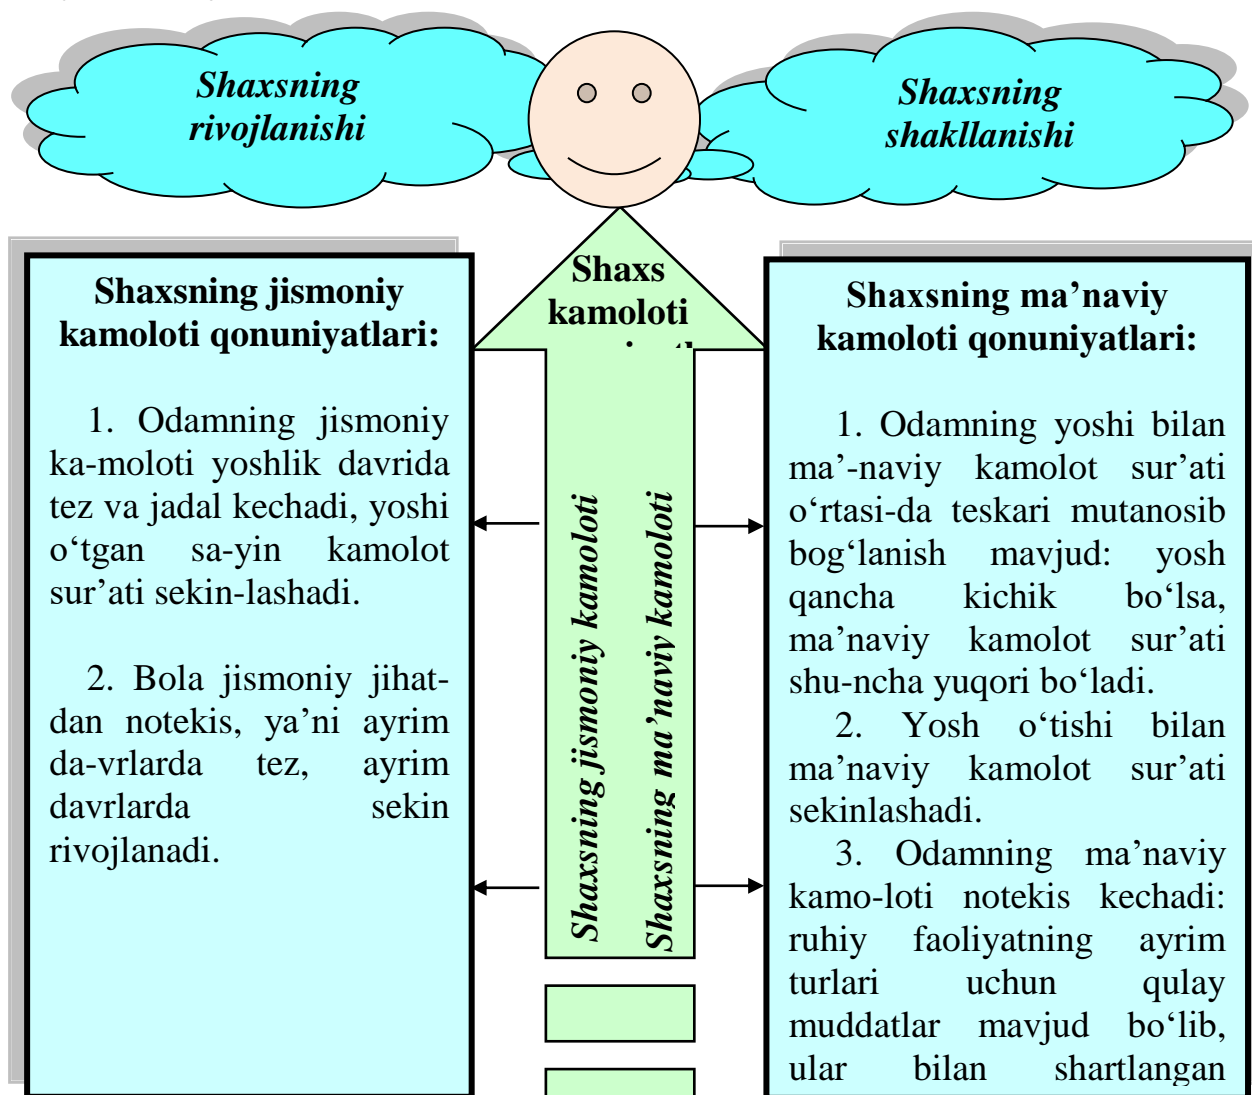 Shaxsning
rivojlanishi
Shaxsning
shakllanishi
Shaxs
kamoloti
Shaxsning jismoniy
kamoloti qonuniyatlari:
1. Odamning jismoniy
ka-moloti yoshlik davrida
tez va jadal kechadi, yoshi
o‘tgan sa-yin kamolot
sur’ati sekin-lashadi.
2. Bola jismoniy jihat-
dan notekis, ya’ni ayrim
da-vrlarda tez, ayrim
davrlarda sekin
rivojlanadi.
Shaxsning jismoniy kamoloti
Shaxsning ma’naviy kamoloti
Shaxsning ma’naviy
kamoloti qonuniyatlari:
1. Odamning yoshi bilan
ma’-naviy kamolot sur’ati
o‘rtasi-da teskari mutanosib
bog‘lanish mavjud: yosh
qancha kichik bo‘lsa,
ma’naviy kamolot sur’ati
shu-ncha yuqori bo‘ladi.
2. Yosh o‘tishi bilan
ma’naviy kamolot sur’ati
sekinlashadi.
3. Odamning ma’naviy
kamo-loti notekis kechadi:
ruhiy faoliyatning ayrim
turlari uchun qulay
muddatlar mavjud bo‘lib,
ular bilan shartlangan